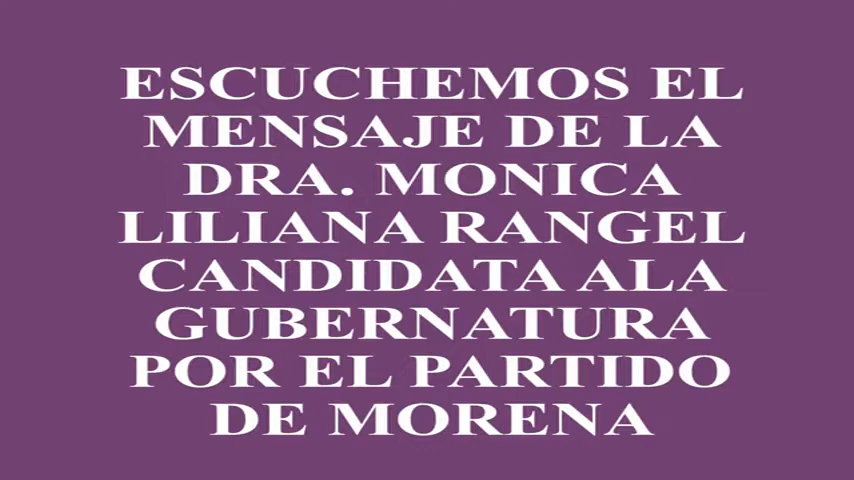 ESCUCHEMOS EL
MENSAJE DE LA
DRA. MONICA
LILIANA RANGEL
CANDIDATA ALA
GUBERNATURA
POR EL PARTIDO
DE MORENA